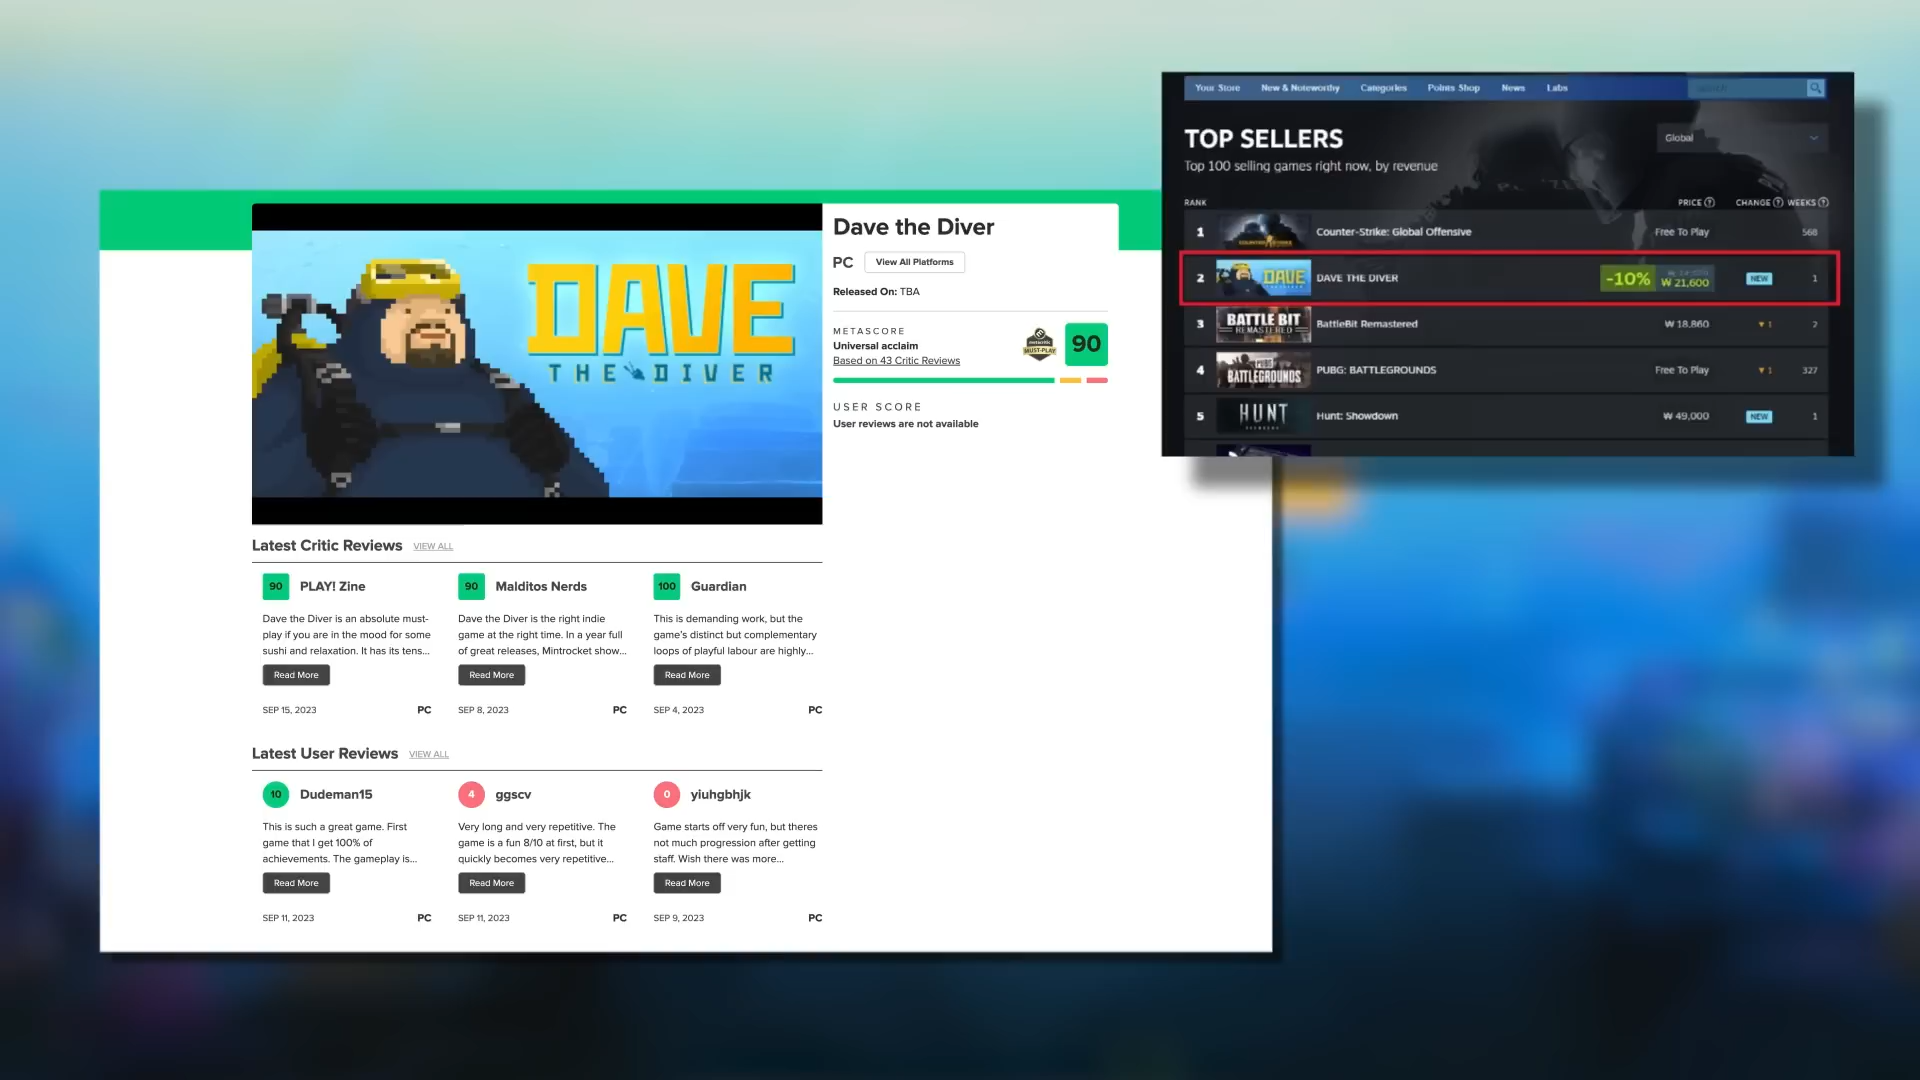 Dave the Diver
PC View All Platforms
Released On: TBA
METASCORE
Universal acclaim
Based on 43 Critic Reviews
metacritic
MUST-PLAY
90
USER SCORE
User reviews are not available
DAVE
THE DIVER
Latest Critic Reviews VIEW ALL
90 PLAY! Zine
Dave the Diver is an absolute must-
play if you are in the mood for some
sushi and relaxation. It has its tens...
Read More
SEP 15, 2023 PC
90 Malditos Nerds
Dave the Diver is the right indie
game at the right time. In a year full
of great releases, Mintrocket show...
Read More
SEP 8, 2023 PC
100 Guardian
This is demanding work, but the
game's distinct but complementary
loops of playful labour are highly...
Read More
SEP 4, 2023 PC
Latest User Reviews VIEW ALL
10 Dudeman15
This is such a great game. First
game that I get 100% of
achievements. The gameplay is...
Read More
SEP 11, 2023 PC
4 ggscv
Very long and very repetitive. The
game is a fun 8/10 at first, but it
quickly becomes very repetitive...
Read More
SEP 11, 2023 PC
0 yiuhgbhjk
Game starts off very fun, but theres
not much progression after getting
staff. Wish there was more...
Read More
SEP 9, 2023 PC
Your Store New & Noteworthy Categories Points Shop News Labs
TOP SELLERS
Global
Top 100 selling games right now, by revenue
RANK PRICE ? CHANGE ? WEEKS ?
1 Counter-Strike: Global Offensive Free To Play 568
2 DAVE DAVE THE DIVER -10% ₩ 21,600 NEW 1
3 BATTLE BIT REMASTERED BattleBit Remastered ₩ 18,860 ▼ 1 2
4 PUBG BATTLEGROUNDS PUBG: BATTLEGROUNDS Free To Play ▼ 1 327
5 HUNT Hunt: Showdown ₩ 49,000 NEW 1